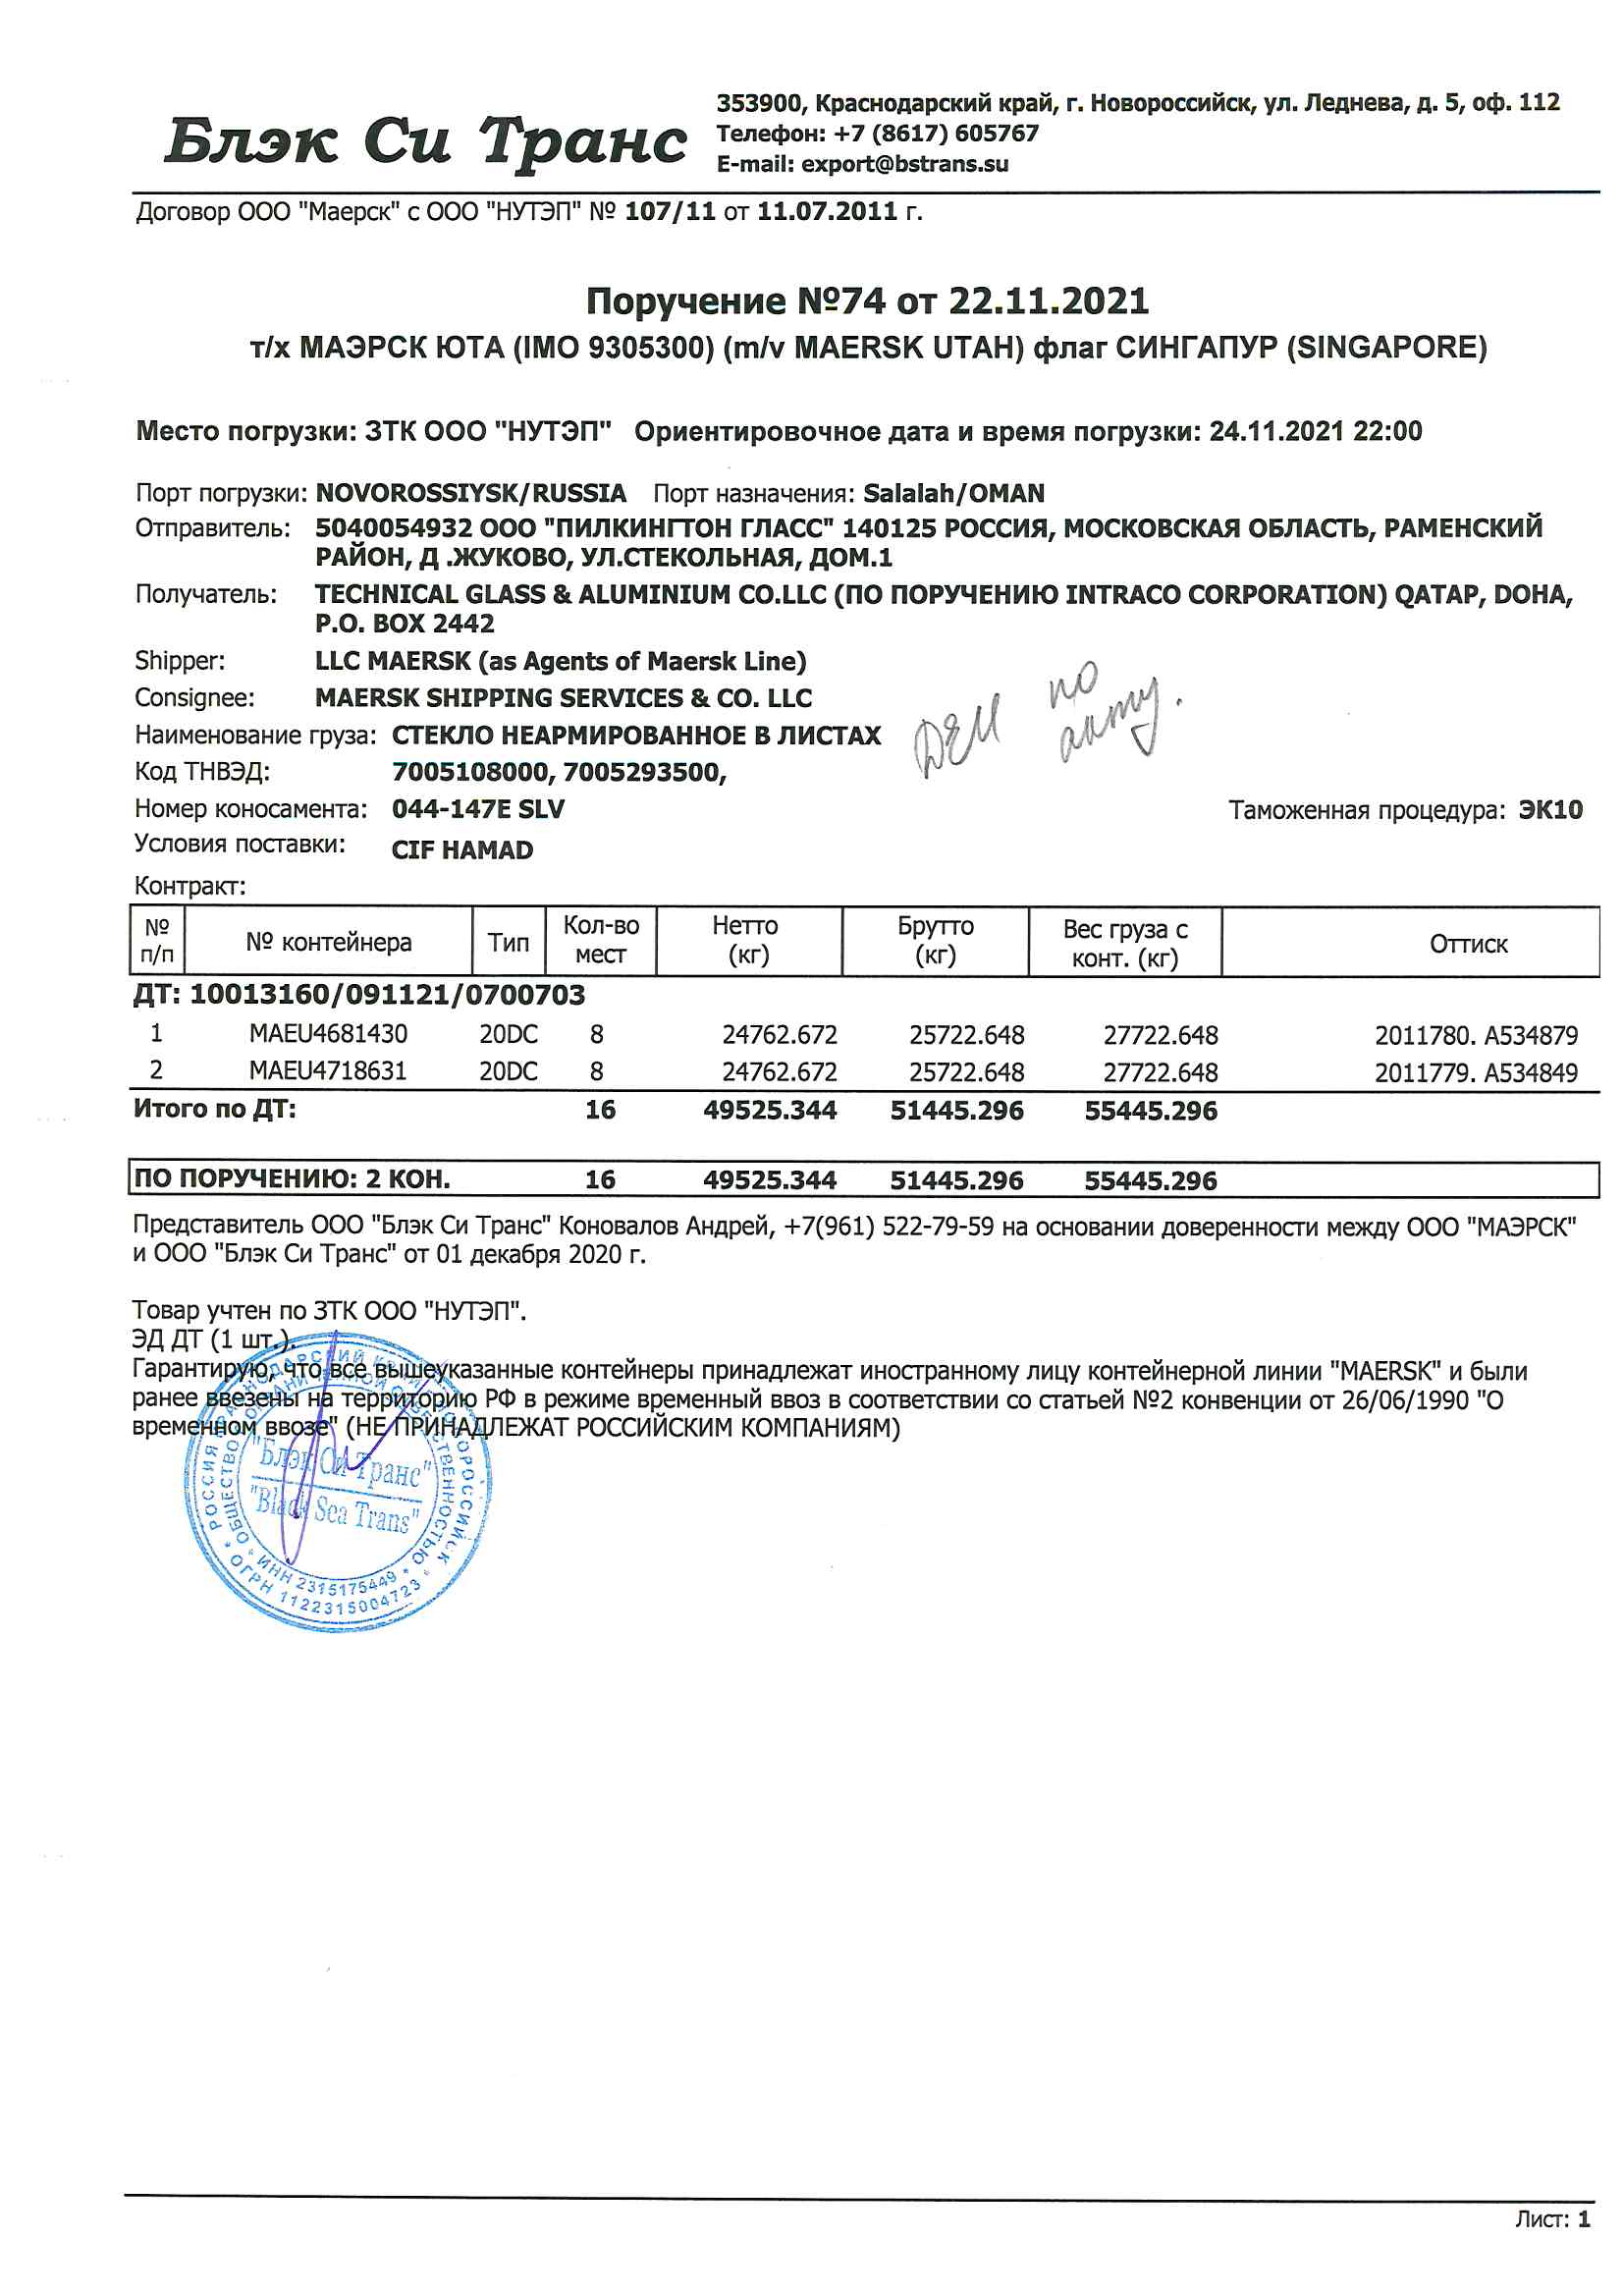 Блэк Си Транс
353900, Краснодарский край, г. Новороссийск, ул. Леднева, д. 5, оф. 112
Телефон: +7 (8617) 605767
E-mail: export@bstrans.su
Договор ООО "Маерск" с ООО "НУТЭП" № 107/11 от 11.07.2011 г.
Поручение №74 от 22.11.2021
т/х МАЭРСК ЮТА (IMO 9305300) (m/v MAERSK UTAH) флаг СИНГАПУР (SINGAPORE)
Место погрузки: ЗТК ООО "НУТЭП" Ориентировочное дата и время погрузки: 24.11.2021 22:00
Порт погрузки: NOVOROSSIYSK/RUSSIA Порт назначения: Salalah/OMAN
Отправитель: 5040054932 ООО "ПИЛКИНГТОН ГЛАСС" 140125 РОССИЯ, МОСКОВСКАЯ ОБЛАСТЬ, РАМЕНСКИЙ
РАЙОН, Д .ЖУКОВО, УЛ.СТЕКОЛЬНАЯ, ДОМ.1
Получатель: TECHNICAL GLASS & ALUMINIUM CO.LLC (ПО ПОРУЧЕНИЮ INTRACO CORPORATION) QATAP, DOHA,
P.O. BOX 2442
Shipper: LLC MAERSK (as Agents of Maersk Line)
Consignee: MAERSK SHIPPING SERVICES & CO. LLC
Наименование груза: СТЕКЛО НЕАРМИРОВАННОЕ В ЛИСТАХ
по
акту.
Код ТНВЭД: 7005108000, 7005293500,
Номер коносамента: 044-147E SLV Таможенная процедура: ЭК10
Условия поставки: CIF HAMAD
Контракт:
№ п/п № контейнера Тип Кол-во мест Нетто (кг) Брутто (кг) Вес груза с конт. (кг) Оттиск
ДТ: 10013160/091121/0700703
1 MAEU4681430 20DC 8 24762.672 25722.648 27722.648 2011780. A534879
2 MAEU4718631 20DC 8 24762.672 25722.648 27722.648 2011779. A534849
Итого по ДТ: 16 49525.344 51445.296 55445.296
ПО ПОРУЧЕНИЮ: 2 КОН. 16 49525.344 51445.296 55445.296
Представитель ООО "Блэк Си Транс" Коновалов Андрей, +7(961) 522-79-59 на основании доверенности между ООО "МАЭРСК"
и ООО "Блэк Си Транс" от 01 декабря 2020 г.
Товар учтен по ЗТК ООО "НУТЭП".
ЭД ДТ (1 шт.).
Гарантирую, что все вышеуказанные контейнеры принадлежат иностранному лицу контейнерной линии "MAERSK" и были
ранее ввезены на территорию РФ в режиме временный ввоз в соответствии со статьей №2 конвенции от 26/06/1990 "О
временном ввозе" (НЕ ПРИНАДЛЕЖАТ РОССИЙСКИМ КОМПАНИЯМ)
"Блэк Си Транс"
"Black Sea Trans"
ИНН 2315175449
ОГРН 1122315004723
Лист: 1